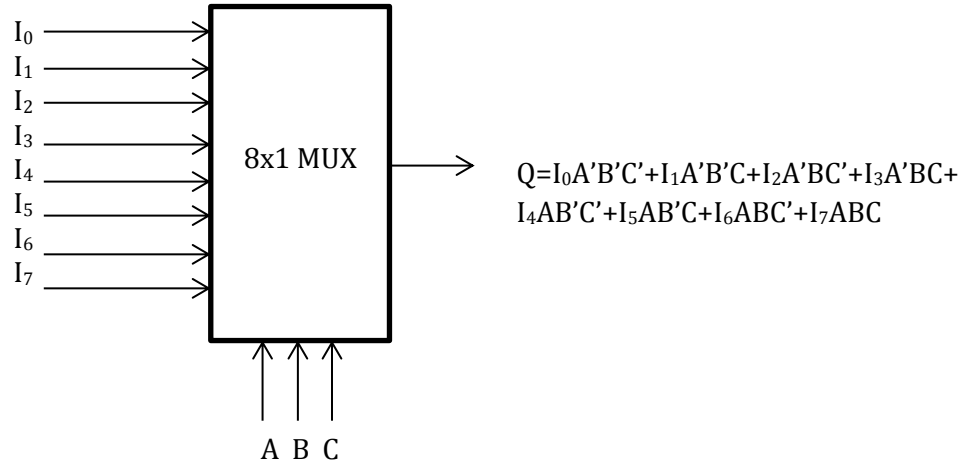 I₀
I₁
I₂
I₃
I₄
I₅
I₆
I₇
8x1 MUX
Q=I₀A’B’C’+I₁A’B’C+I₂A’BC’+I₃A’BC+
I₄AB’C’+I₅AB’C+I₆ABC’+I₇ABC
A B C